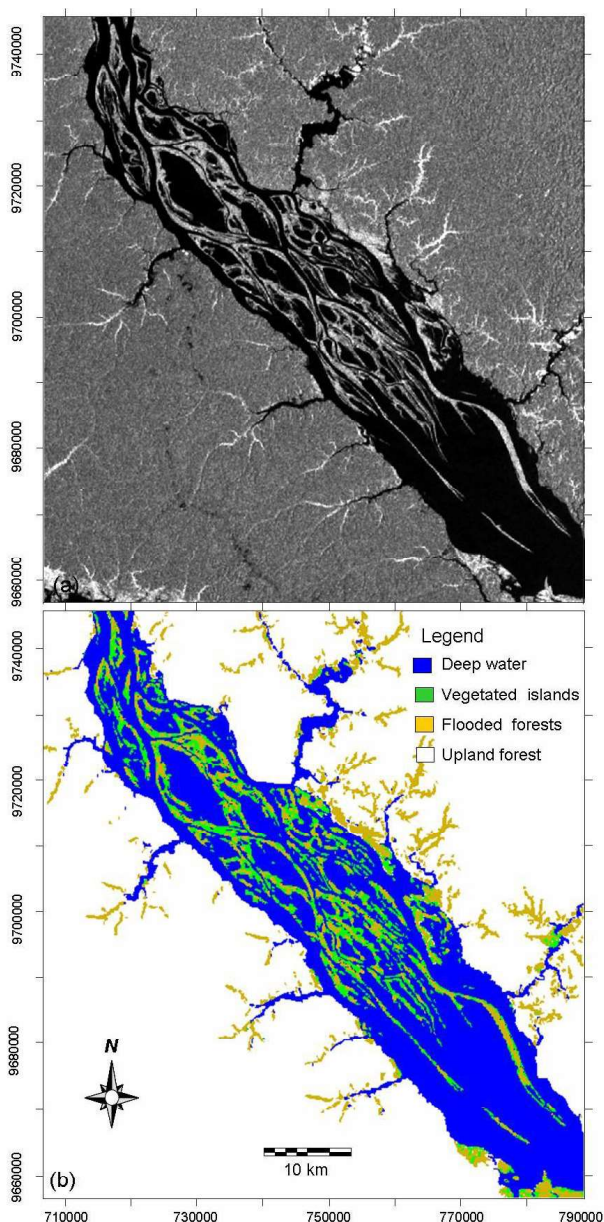 9740000
9720000
9700000
9680000
9660000
(a)
9740000
9720000
9700000
9680000
9660000
Legend
Deep water
Vegetated islands
Flooded forests
Upland forest
N
10 km
(b)
710000 730000 750000 770000 790000